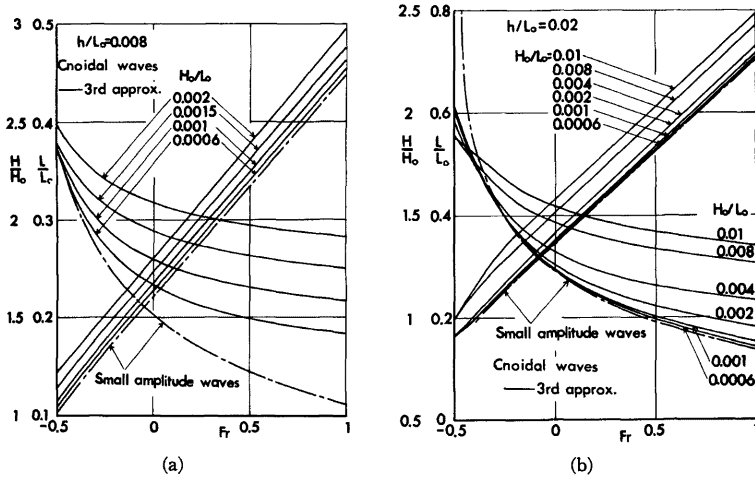 (a)
h/L₀=0.008
Cnoidal waves
—3rd approx.
H₀/L₀
0.002
0.0015
0.001
0.0006
3 0.5
2.5 0.4
H/H₀ L/L₀
2 0.3
1.5 0.2
1 0.1
Small amplitude waves
-0.5 0 0.5 1
Fr
(a)
(b)
h/L₀=0.02
H₀/L₀=0.01
0.008
0.004
0.002
0.001
0.0006
2.5 0.8
2 0.6
H/H₀ L/L₀
1.5 0.4
1 0.2
0.5 0
H₀/L₀
0.01
0.008
0.004
0.002
0.001
0.0006
Small amplitude waves
Cnoidal waves
—3rd approx.
-0.5 0 0.5 1
Fr
(b)